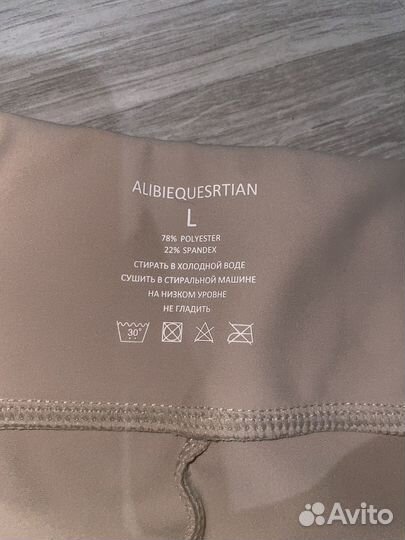 ALIBIEQUESRTIAN
L
78% POLYESTER
22% SPANDEX
СТИРАТЬ В ХОЛОДНОЙ ВОДЕ
СУШИТЬ В СТИРАЛЬНОЙ МАШИНЕ
НА НИЗКОМ УРОВНЕ
НЕ ГЛАДИТЬ
30°
Avito